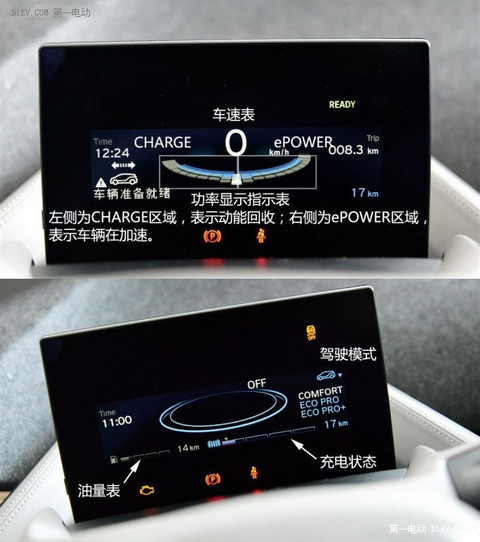 D1EV.COM 第一电动
READY
车速表
Time
12:24
CHARGE
0
km/h
ePOWER
Trip
008.3 km
车辆准备就绪
17 km
功率显示指示表
左侧为CHARGE区域，表示动能回收；右侧为ePOWER区域，
表示车辆在加速。
(P)
OFF
驾驶模式
OFF
Time
11:00
COMFORT
ECO PRO
ECO PRO+
14 km
17 km
油量表
充电状态
(P)
第一电动 D1EV.COM